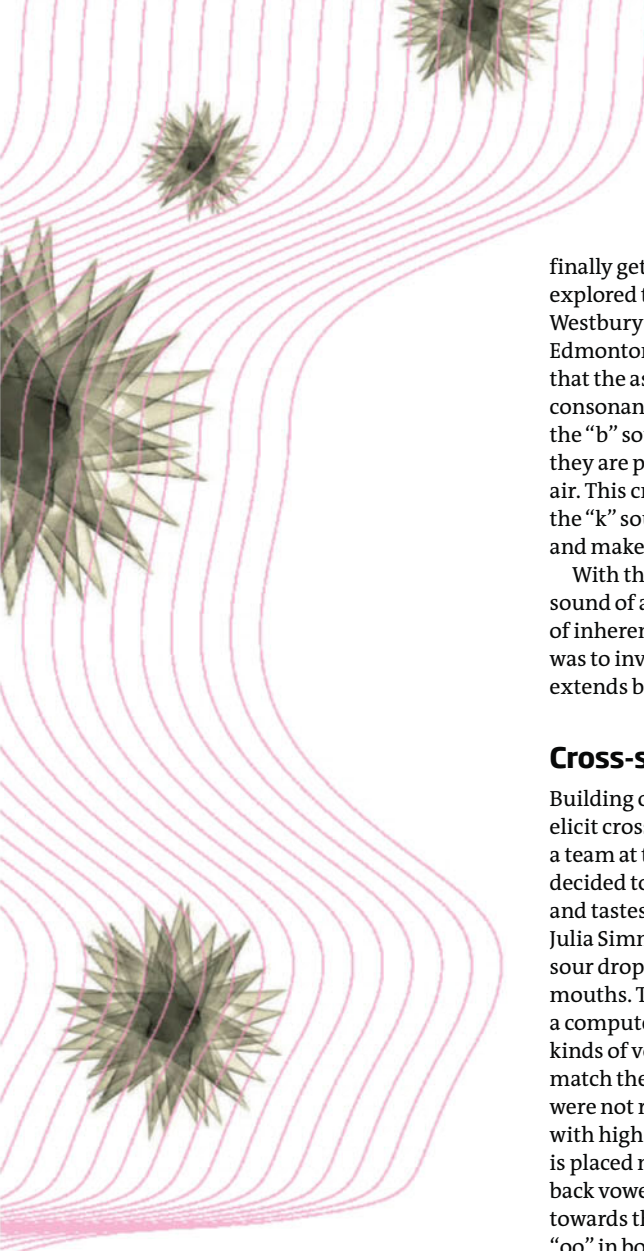 finally get
explored t
Westbury
Edmonton
that the as
consonan
the “b” so
they are p
air. This cr
the “k” sou
and make
With th
sound of a
of inheren
was to inv
extends b
Cross-s
Building o
elicit cros
a team at t
decided to
and tastes
Julia Simn
sour drop
mouths. T
a compute
kinds of v
match the
were not r
with high
is placed n
back vowe
towards th
“oo” in bo